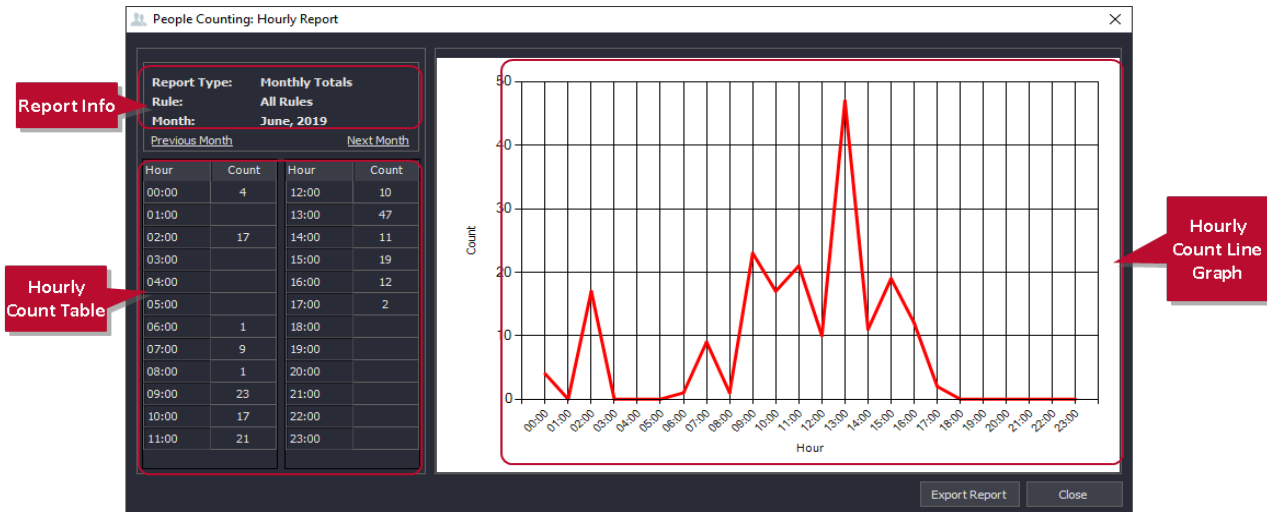 People Counting: Hourly Report
Report Info
Report Type: Monthly Totals
Rule: All Rules
Month: June, 2019
Previous Month Next Month
Hourly
Count Table
Hour Count Hour Count
00:00 4 12:00 10
01:00 13:00 47
02:00 17 14:00 11
03:00 15:00 19
04:00 16:00 12
05:00 17:00 2
06:00 1 18:00
07:00 9 19:00
08:00 1 20:00
09:00 23 21:00
10:00 17 22:00
11:00 21 23:00
50
40
30
20
10
0
Count
00:00 01:00 02:00 03:00 04:00 05:00 06:00 07:00 08:00 09:00 10:00 11:00 12:00 13:00 14:00 15:00 16:00 17:00 18:00 19:00 20:00 21:00 22:00 23:00
Hour
Hourly
Count Line
Graph
Export Report Close